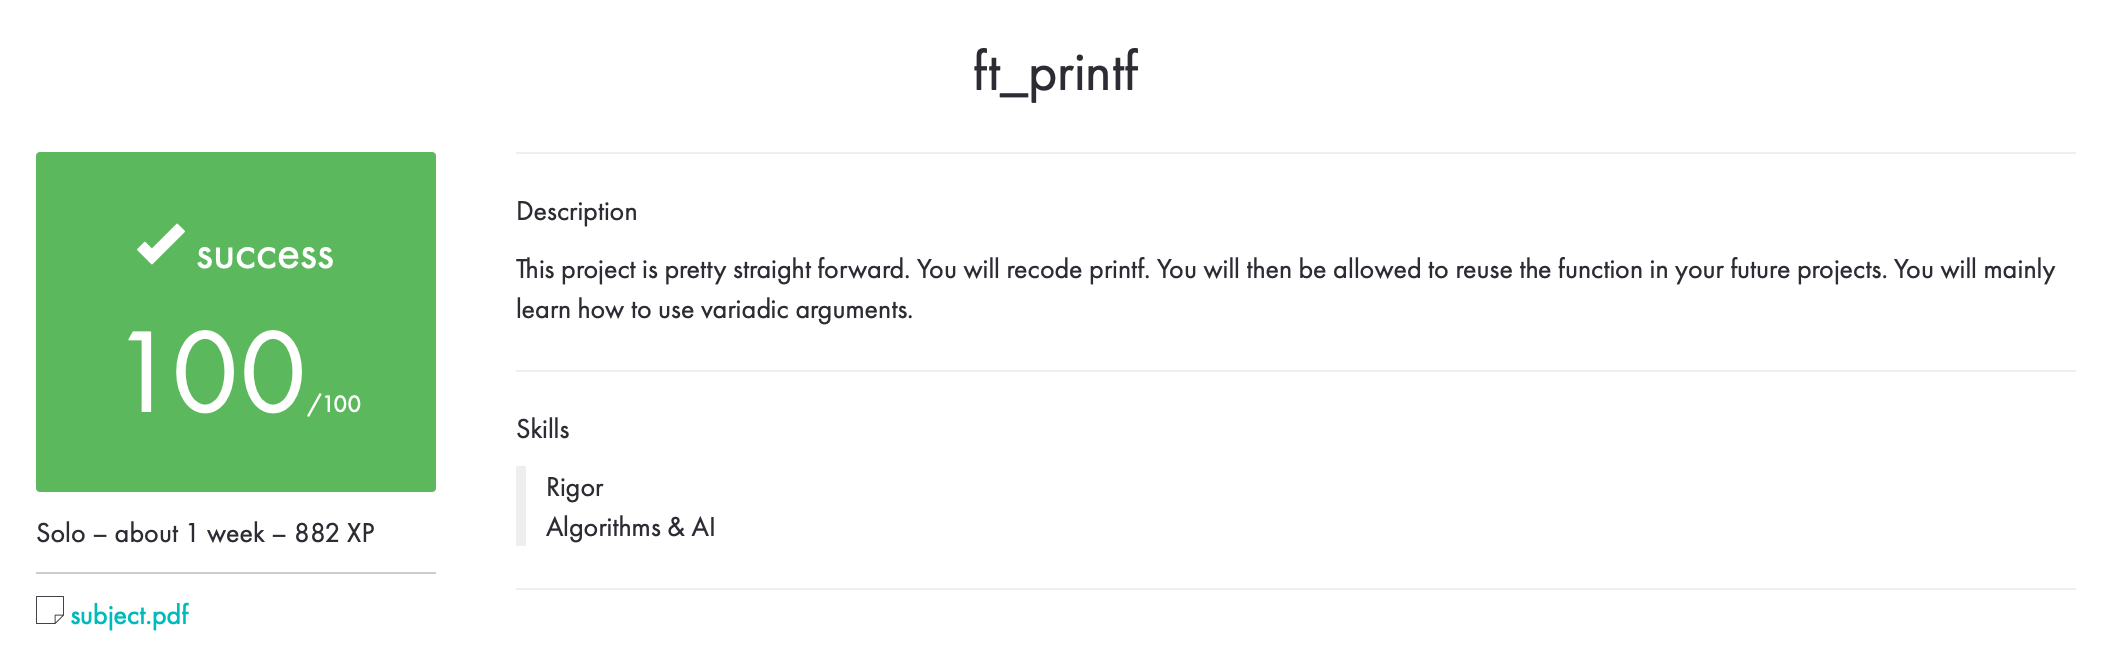 ft_printf
success
100/100
Solo – about 1 week – 882 XP
subject.pdf
Description
This project is pretty straight forward. You will recode printf. You will then be allowed to reuse the function in your future projects. You will mainly
learn how to use variadic arguments.
Skills
Rigor
Algorithms & AI